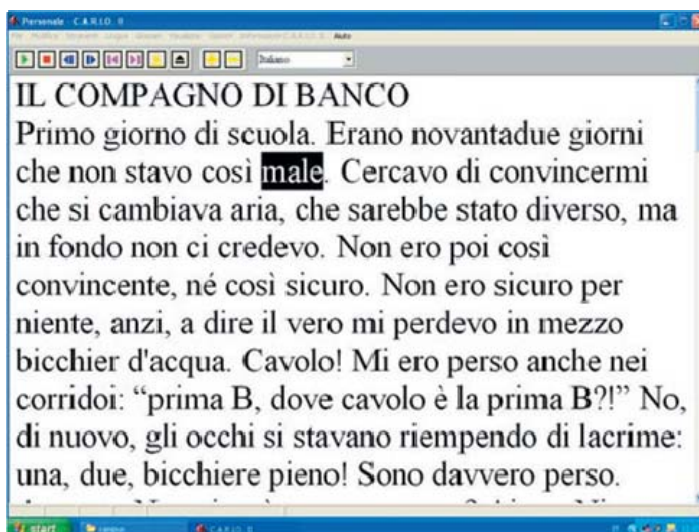 Personale - C.A.R.LO. II
Aiuto
Italiano
IL COMPAGNO DI BANCO
Primo giorno di scuola. Erano novantadue giorni
che non stavo così male. Cercavo di convincermi
che si cambiava aria, che sarebbe stato diverso, ma
in fondo non ci credevo. Non ero poi così
convincente, né così sicuro. Non ero sicuro per
niente, anzi, a dire il vero mi perdevo in mezzo
bicchier d'acqua. Cavolo! Mi ero perso anche nei
corridoi: “prima B, dove cavolo è la prima B?!” No,
di nuovo, gli occhi si stavano riempendo di lacrime:
una, due, bicchiere pieno! Sono davvero perso.
start
C.A.R.LO. II